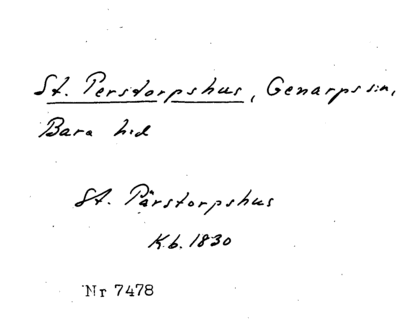 St. Perstorpshus, Genarps sn,
Bara hd
St. Pärstorpshus
K.b. 1830
Nr 7478